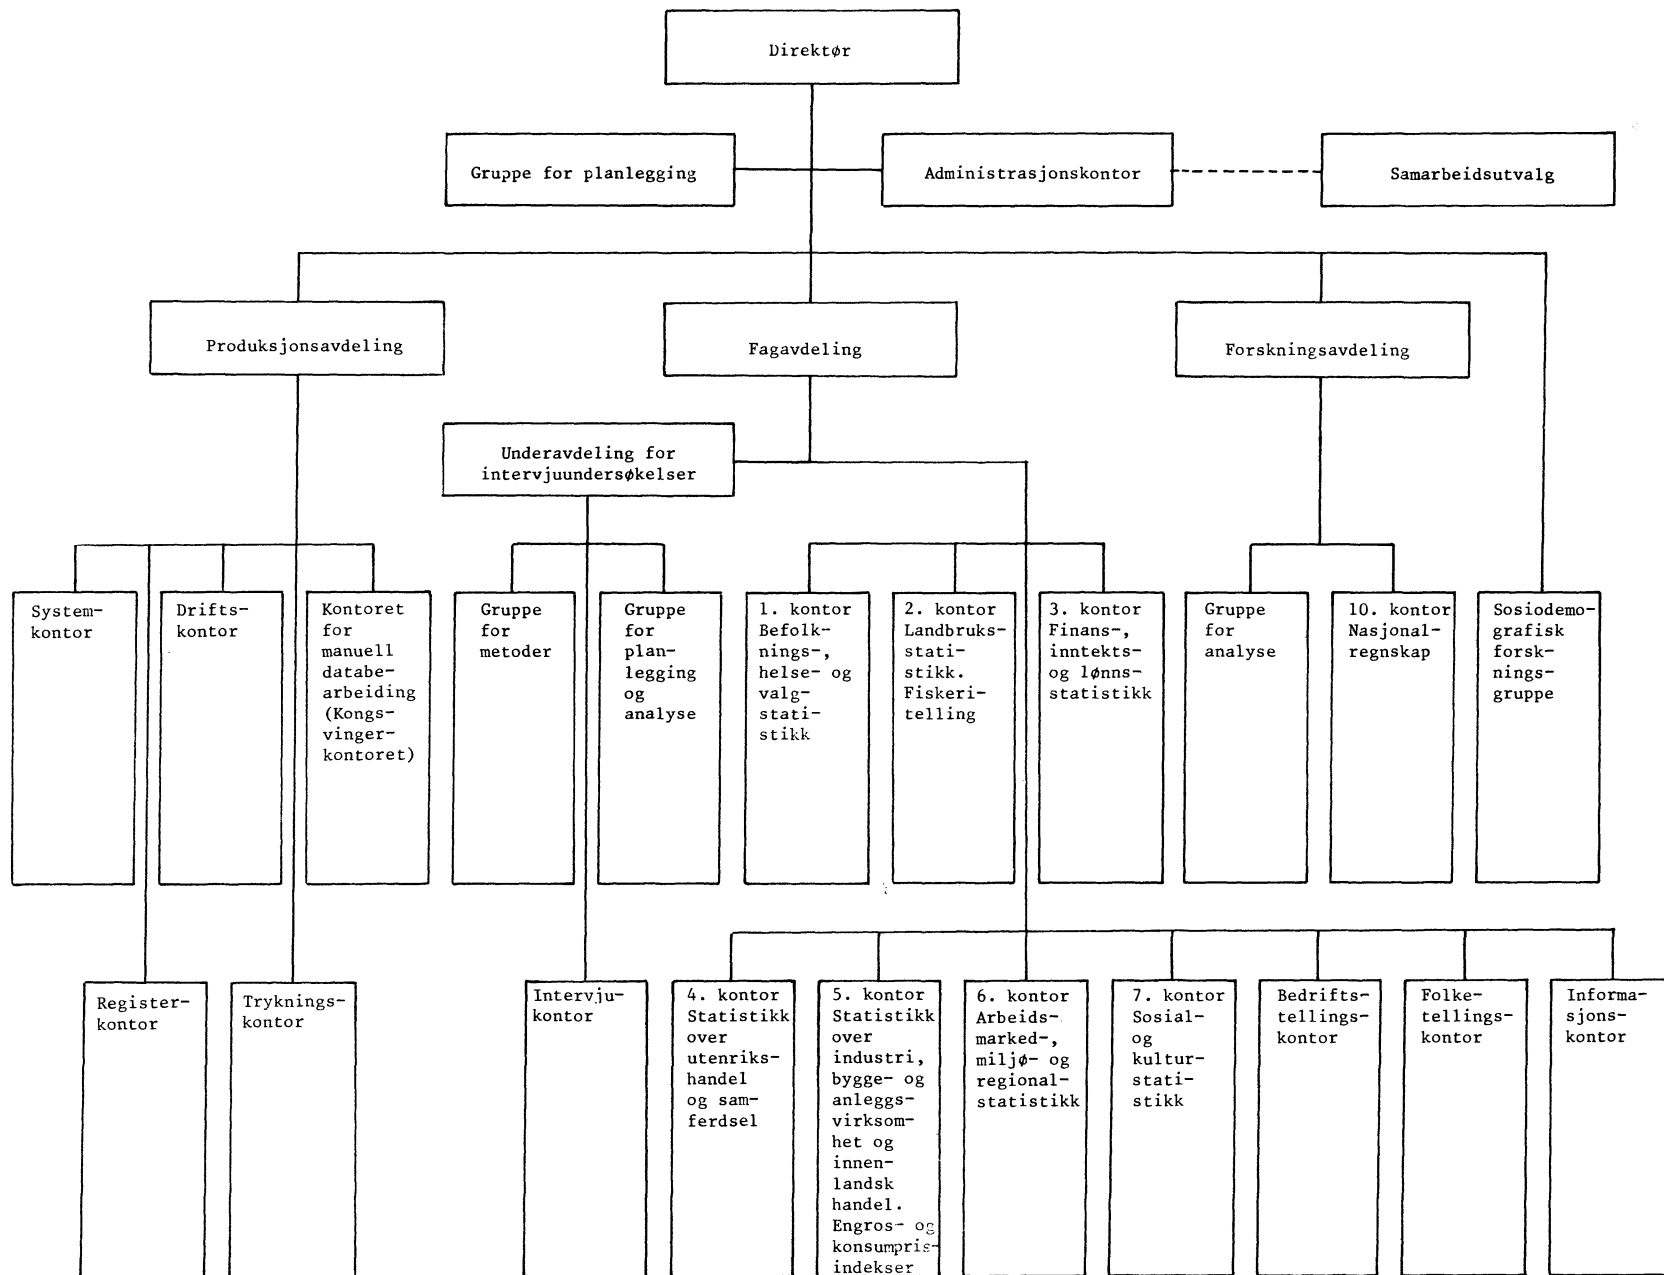 Direktør
Gruppe for planlegging
Administrasjonskontor
Samarbeidsutvalg
Produksjonsavdeling
Fagavdeling
Forskningsavdeling
Underavdeling for
intervjuundersøkelser
System-
kontor
Drifts-
kontor
Kontoret
for
manuell
databe-
arbeiding
(Kongs-
vinger-
kontoret)
Gruppe
for
metoder
Gruppe
for
plan-
legging
og
analyse
1. kontor
Befolk-
nings-,
helse- og
valg-
stati-
stikk
2. kontor
Landbruks-
stati-
stikk.
Fiskeri-
telling
3. kontor
Finans-,
inntekts-
og lønns-
statistikk
Gruppe
for
analyse
10. kontor
Nasjonal-
regnskap
Sosiodemo-
grafisk
forsk-
nings-
gruppe
Register-
kontor
Tryknings-
kontor
Intervju-
kontor
4. kontor
Statistikk
over
utenriks-
handel
og sam-
ferdsel
5. kontor
Statistikk
over
industri,
bygge- og
anleggs-
virksom-
het og
innen-
landsk
handel.
Engros- og
konsumpris-
indekser
6. kontor
Arbeids-
marked-,
miljø- og
regional-
statistikk
7. kontor
Sosial-
og
kultur-
stati-
stikk
Bedrifts-
tellings-
kontor
Folke-
tellings-
kontor
Informa-
sjons-
kontor